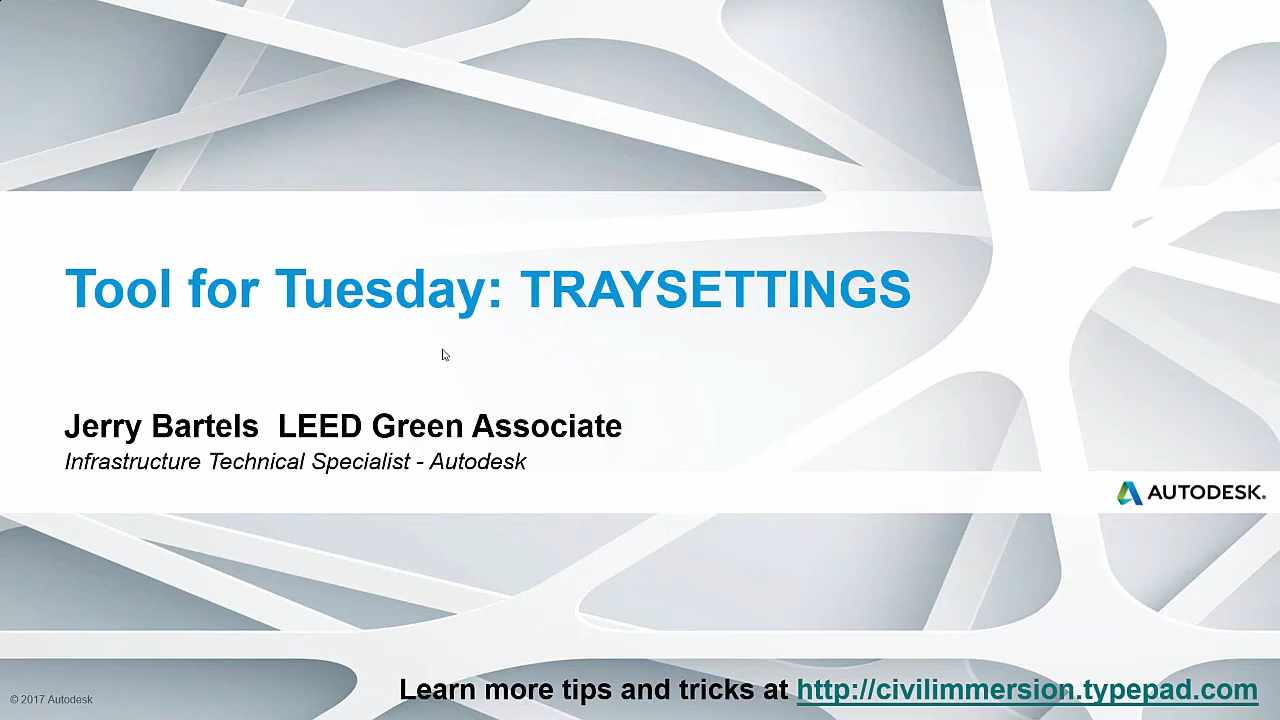 Tool for Tuesday: TRAYSETTINGS
Jerry Bartels  LEED Green Associate
Infrastructure Technical Specialist - Autodesk
AUTODESK.
Learn more tips and tricks at http://civilimmersion.typepad.com
© 2017 Autodesk